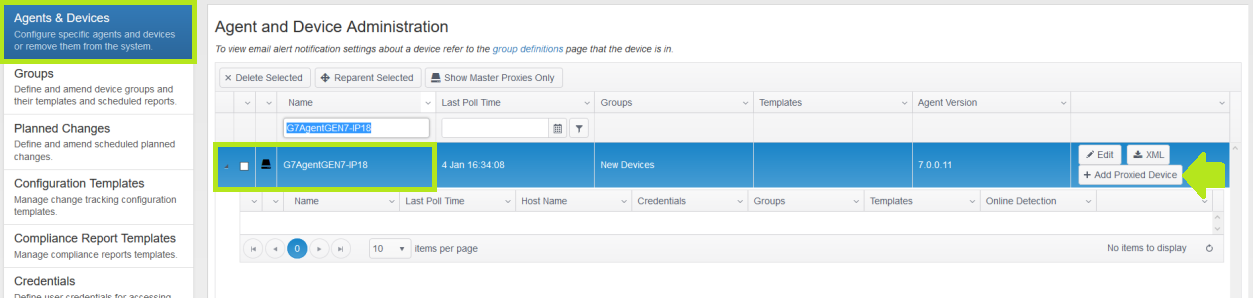 Agents & Devices
Configure specific agents and devices
or remove them from the system.
Groups
Define and amend device groups and
their templates and scheduled reports.
Planned Changes
Define and amend scheduled planned
changes.
Configuration Templates
Manage change tracking configuration
templates.
Compliance Report Templates
Manage compliance reports templates.
Credentials
Define user credentials for accessing
Agent and Device Administration
To view email alert notification settings about a device refer to the group definitions page that the device is in.
× Delete Selected Reparent Selected Show Master Proxies Only
Name Last Poll Time Groups Templates Agent Version
G7AgentGEN7-IP18
G7AgentGEN7-IP18 4 Jan 16:34:08 New Devices 7.0.0.11
Edit XML
+ Add Proxied Device
Name Last Poll Time Host Name Credentials Groups Templates Online Detection
0 10 items per page No items to display